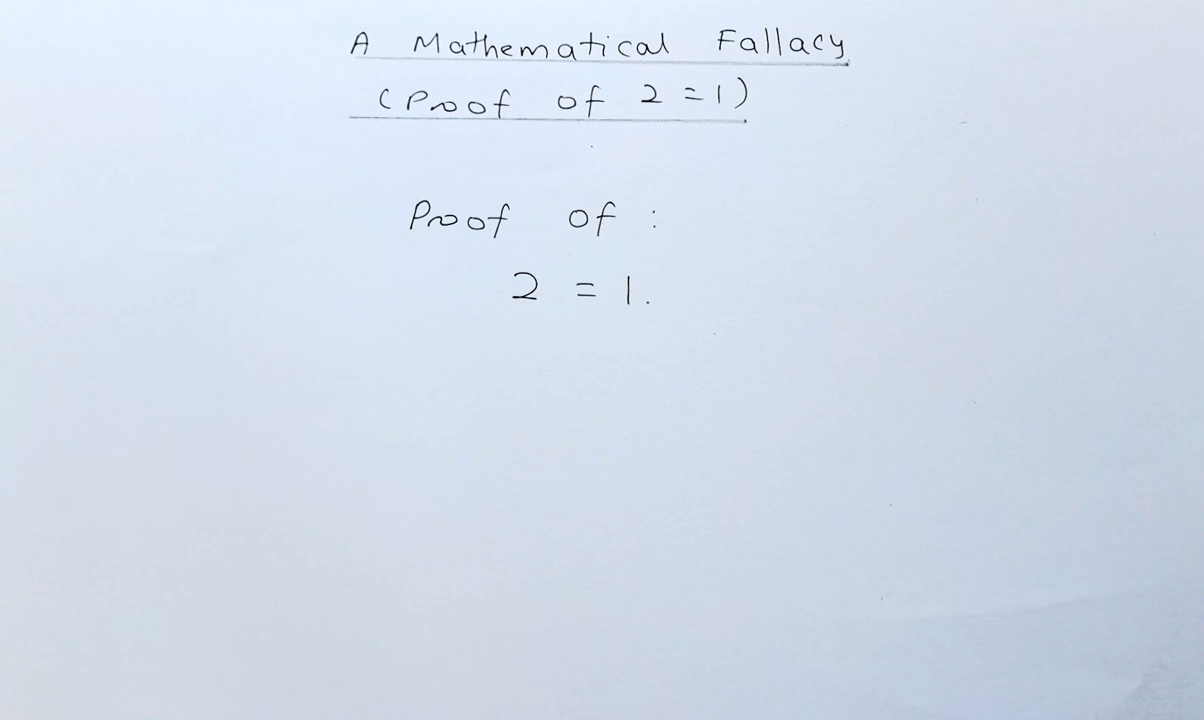 A Mathematical Fallacy
(Proof of 2 = 1)
Proof of :
2 = 1.